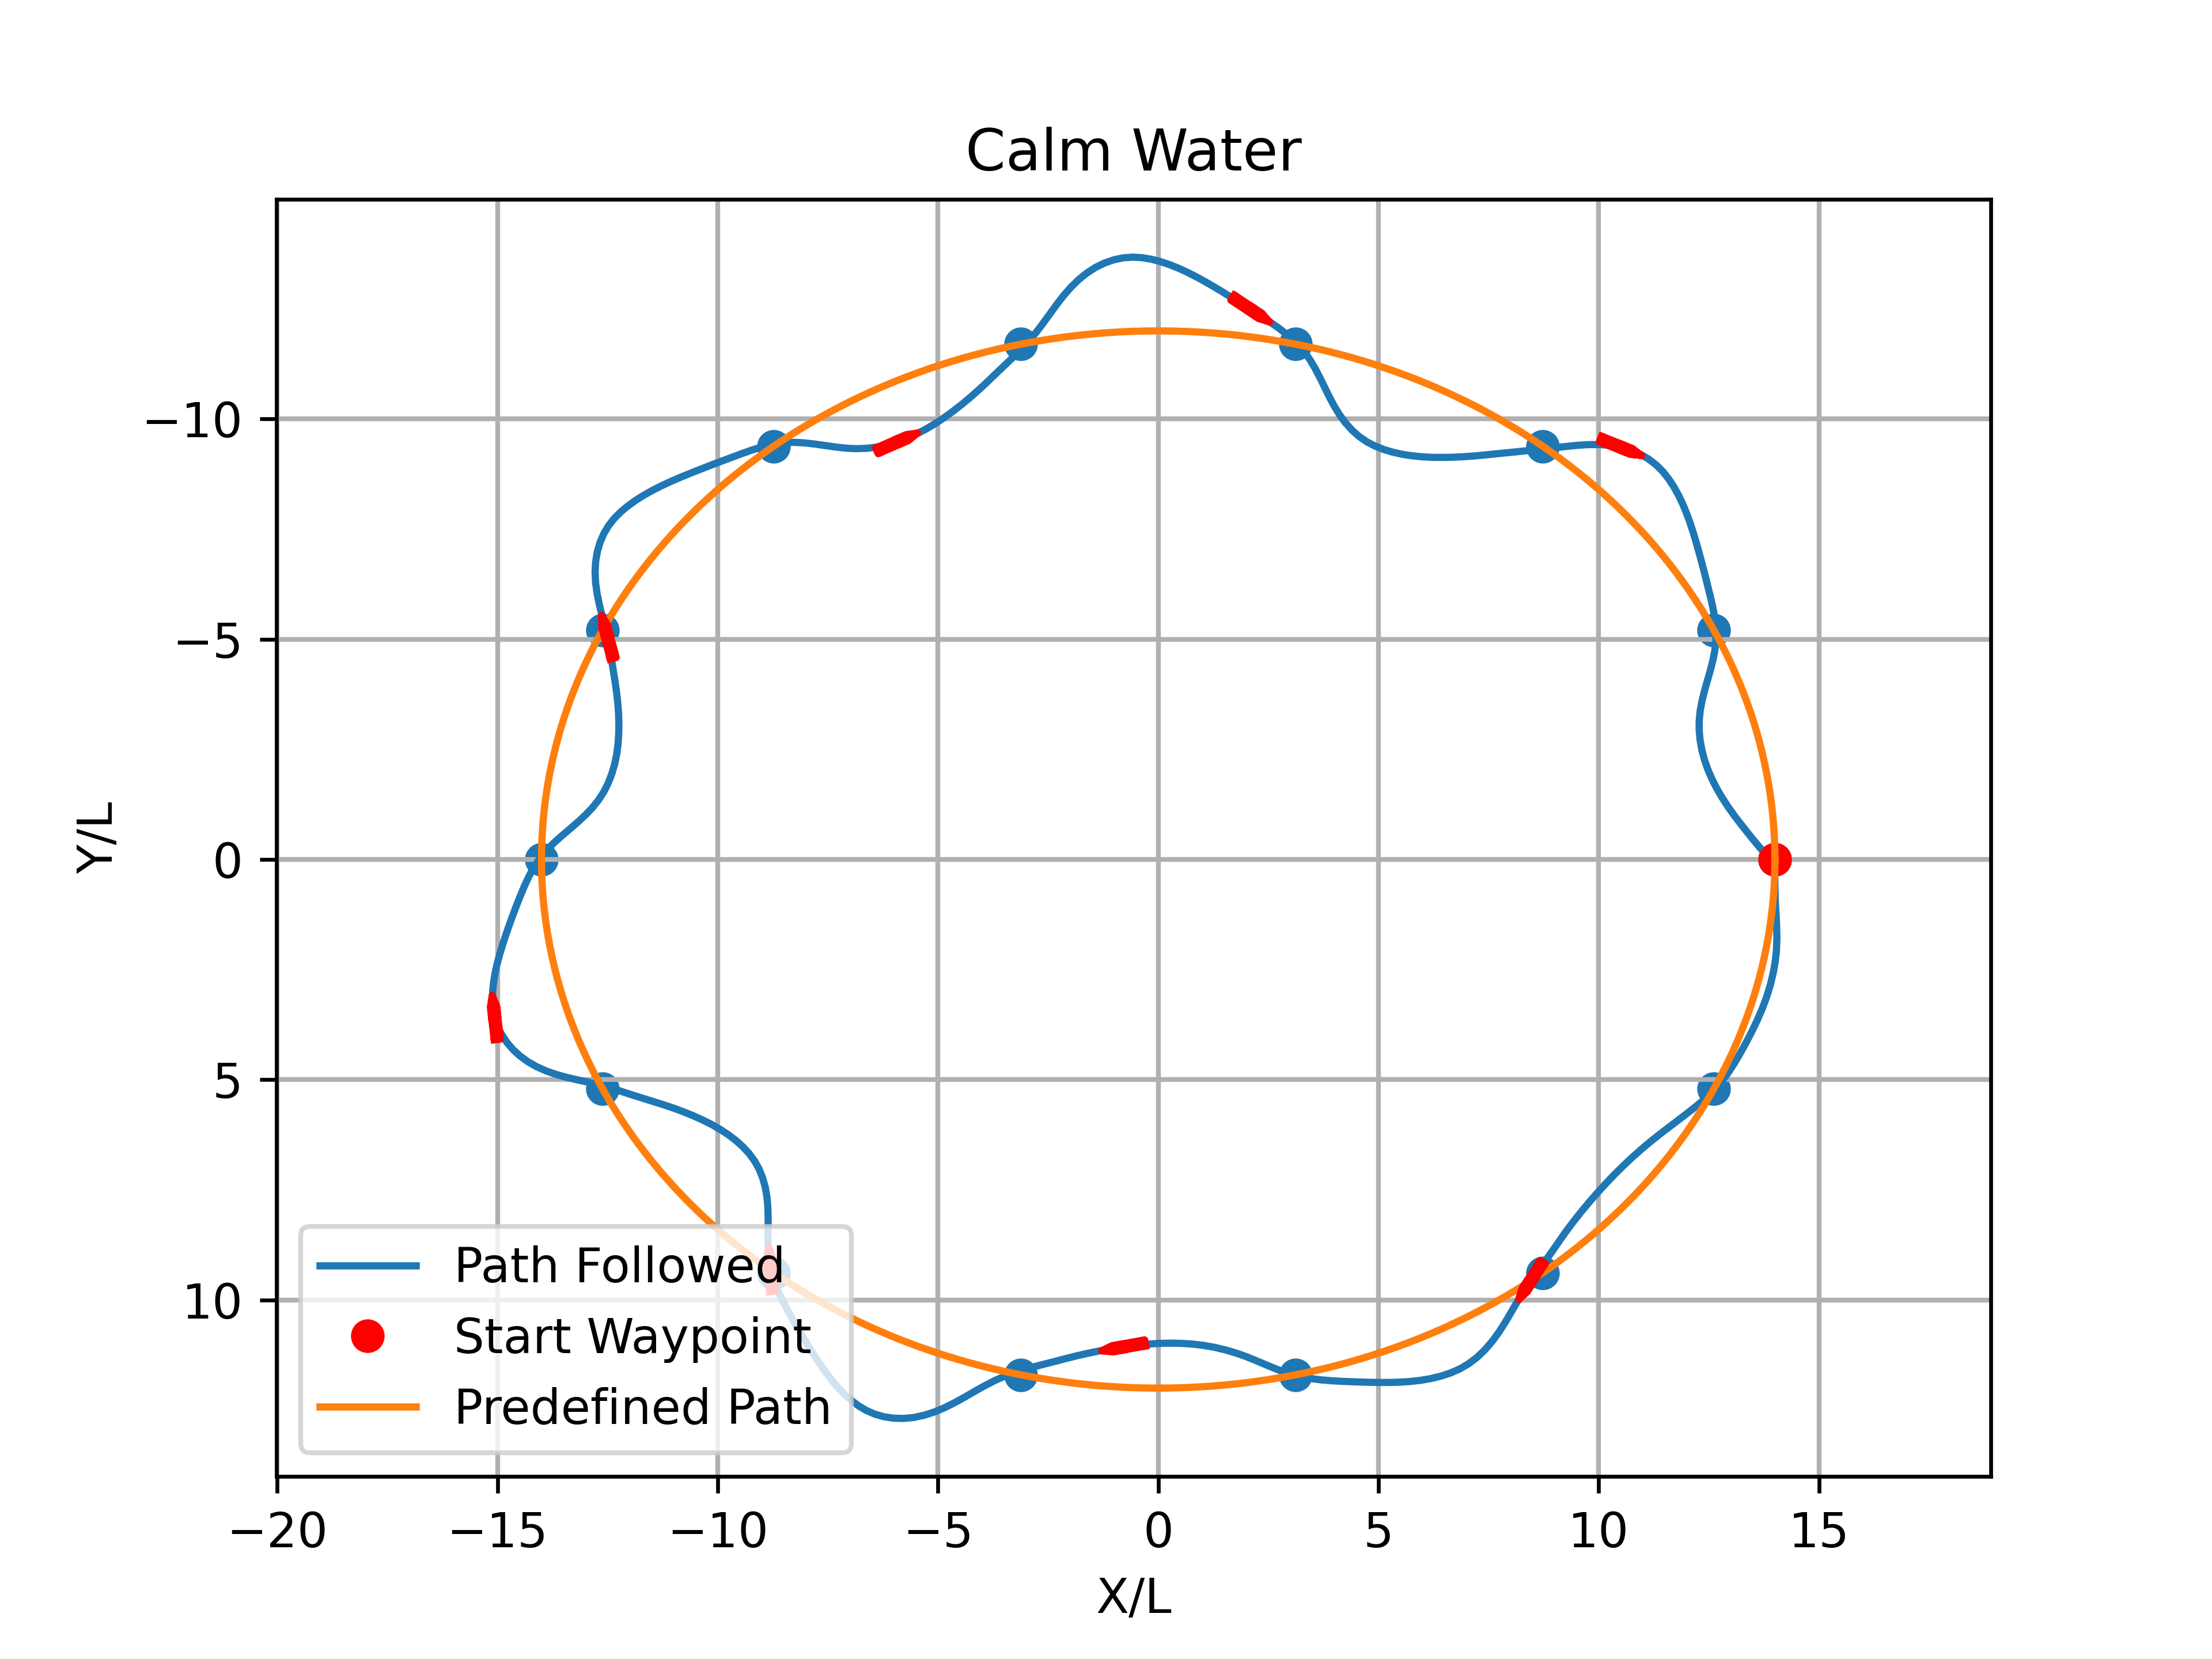 Calm Water
−10
−5
0
5
10
Y/L
Path Followed
Start Waypoint
Predefined Path
−20 −15 −10 −5 0 5 10 15
X/L